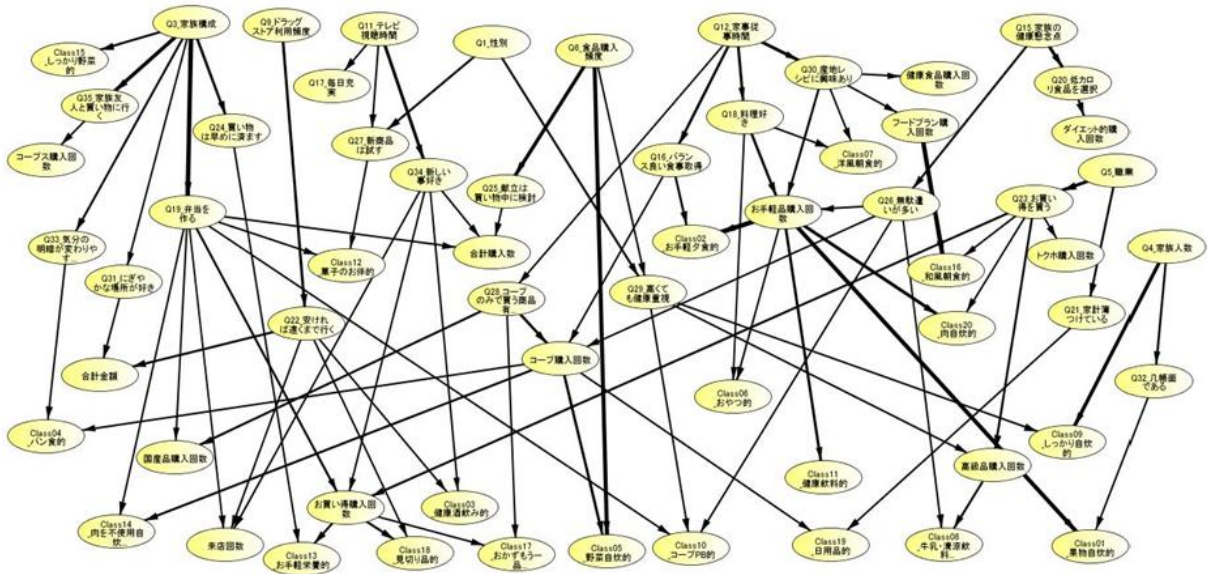 Q3_家族構成
Q9_ドラッグ
ストア利用頻度
Q11_テレビ
視聴時間
Q1_性別
Q6_食品購入
頻度
Q12_家事従
事時間
Q15_家族の
健康懸念点
Class15
_しっかり野菜
的
Q17_毎日充
実
Q30_産地レ
シピに興味あり
健康食品購入回
数
Q20_低カロ
リ食品を選択
Q35_家族友
人と買い物に行
く
Q24_買い物
は早めに済ます
Q27_新商品
は試す
Q18_料理好
き
フードプラン購
入回数
ダイエット的購
入回数
コープス購入回
数
Q34_新しい
事好き
Q16_バラン
ス良い食事取得
Class07
_洋風朝食的
Q5_職業
Q19_弁当を
作る
Q25_献立は
買い物中に検討
お手軽品購入回
数
Q26_無駄遣
いが多い
Q23_お買い
得を買う
Q33_気分の
明暗が変わりやす
...
Class12
_菓子のお伴的
合計購入数
Class02
_お手軽夕食的
Class16
_和風朝食的
トクホ購入回数
Q4_家族人数
Q31_にぎや
かな場所が好き
Q28_コープ
のみで買う商品
有...
Q29_高くて
も健康重視
Q22_安けれ
ば遠くまで行く
Class20
_肉自炊的
Q21_家計簿
つけている
合計金額
コープ購入回数
Class06
_おやつ的
Q32_几帳面
である
Class04
_パン食的
国産品購入回数
Class09
_しっかり自炊
的
Class11
_健康飲料的
高級品購入回数
お買い得購入回
数
Class03
_健康酒飲み的
Class14
_肉を不使用自
炊...
来店回数
Class13
_お手軽栄養的
Class18
_見切り品的
Class17
_おかずもう一
品...
Class05
_野菜自炊的
Class10
_コープPB的
Class19
_日用品的
Class08
_牛乳・清涼飲
料...
Class01
_果物自炊的